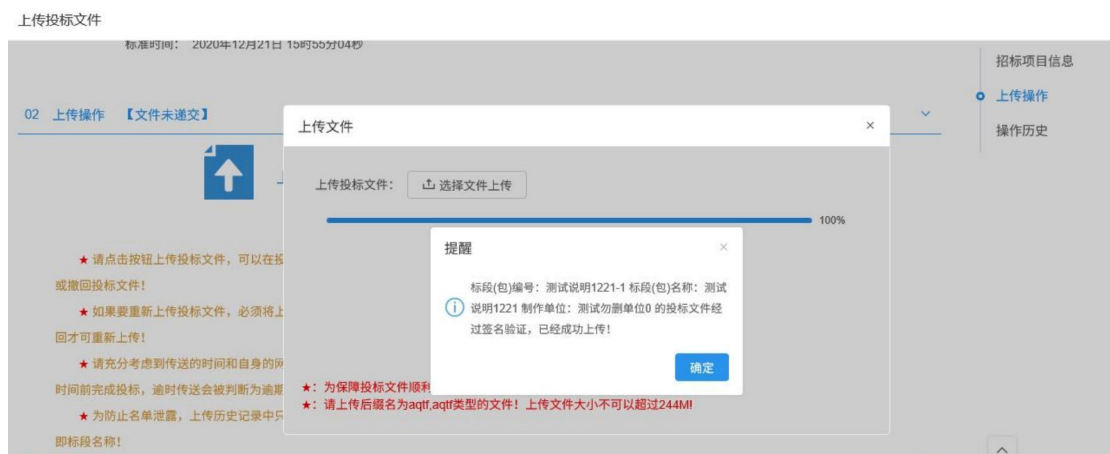 上传投标文件
标准时间： 2020年12月21日 15时55分04秒
招标项目信息
上传操作
操作历史
02 上传操作 【文件未递交】
上传文件
上传投标文件： 选择文件上传
100%
提醒
标段(包)编号：测试说明1221-1 标段(包)名称：测试
说明1221 制作单位：测试勿删单位0 的投标文件经
过签名验证，已经成功上传！
确定
★ 请点击按钮上传投标文件，可以在投
或撤回投标文件！
★ 如果要重新上传投标文件，必须将上
回才可重新上传！
★ 请充分考虑到传送的时间和自身的网
时间前完成投标，逾时传送会被判断为逾期
★ 为防止名单泄露，上传历史记录中只
即标段名称！
★：为保障投标文件顺利
★：请上传后缀名为aqtf,aqtf类型的文件！上传文件大小不可以超过244M!